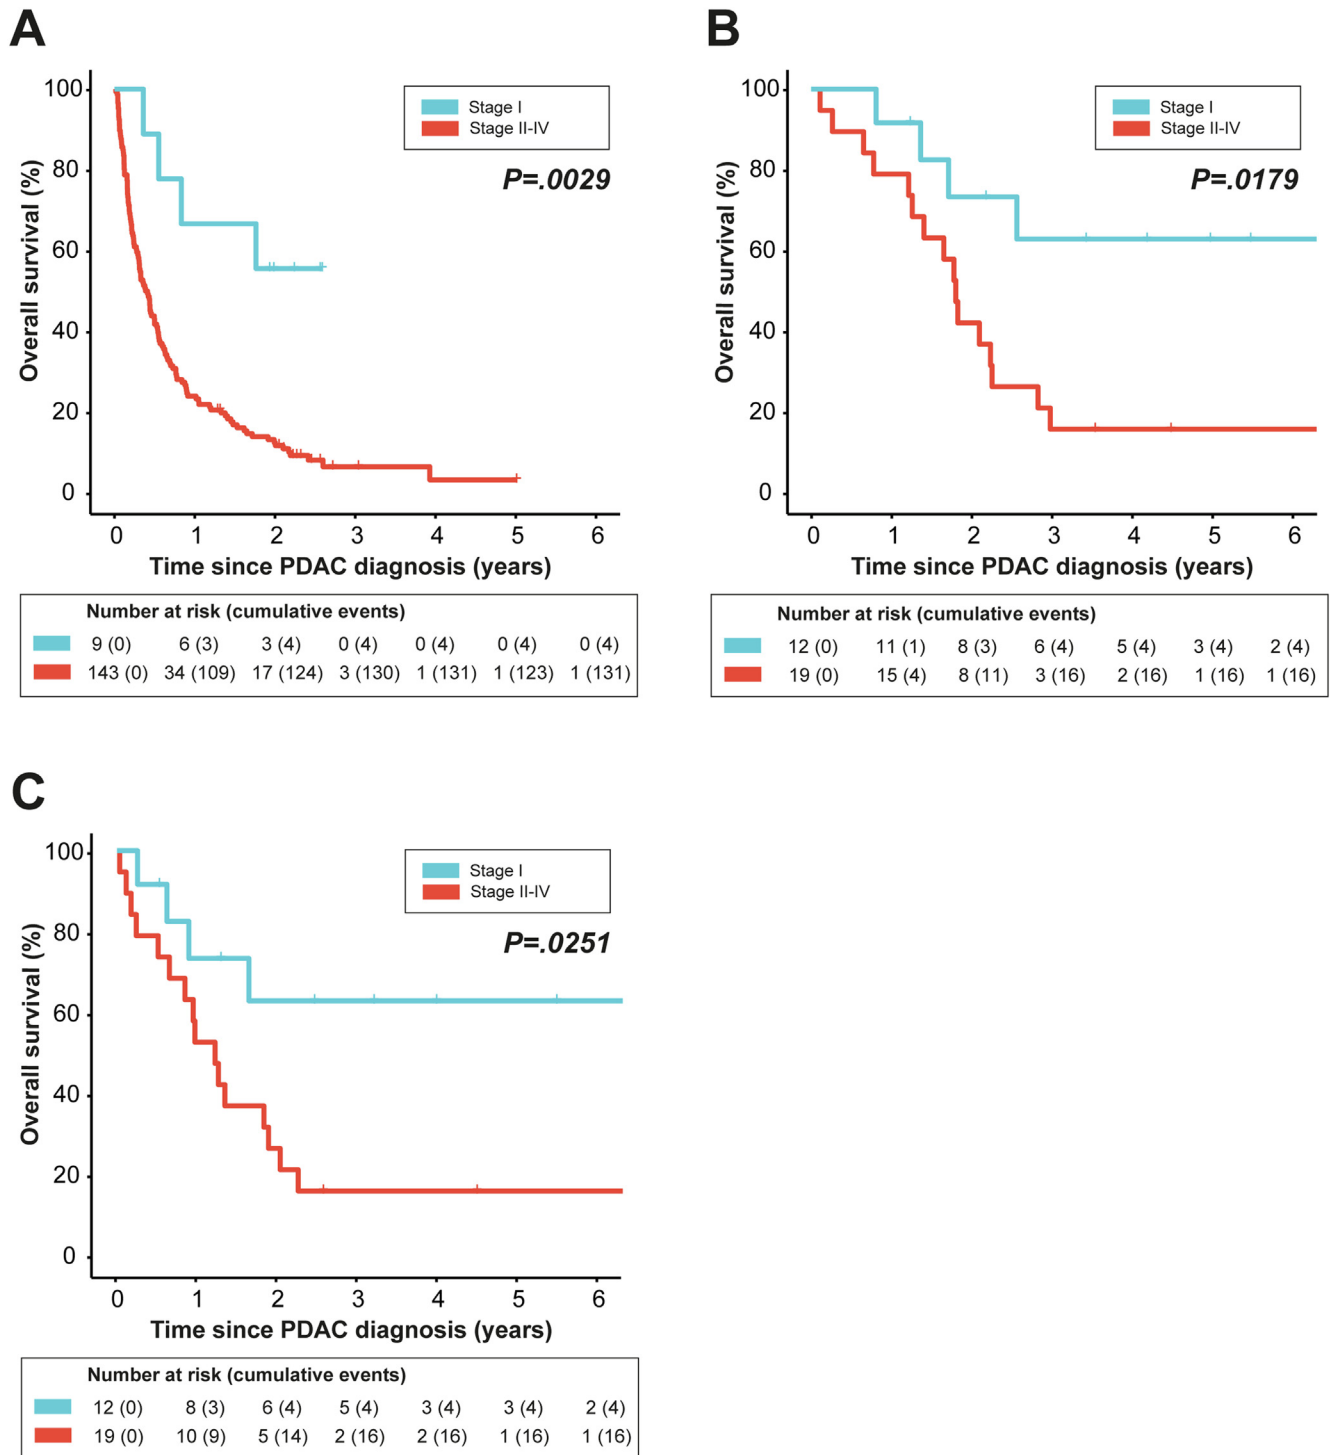 A
100
80
60
40
20
0
Overall survival (%)
Stage I
Stage II-IV
P=.0029
0 1 2 3 4 5 6
Time since PDAC diagnosis (years)
Number at risk (cumulative events)
9 (0) 6 (3) 3 (4) 0 (4) 0 (4) 0 (4) 0 (4)
143 (0) 34 (109) 17 (124) 3 (130) 1 (131) 1 (123) 1 (131)
B
100
80
60
40
20
0
Overall survival (%)
Stage I
Stage II-IV
P=.0179
0 1 2 3 4 5 6
Time since PDAC diagnosis (years)
Number at risk (cumulative events)
12 (0) 11 (1) 8 (3) 6 (4) 5 (4) 3 (4) 2 (4)
19 (0) 15 (4) 8 (11) 3 (16) 2 (16) 1 (16) 1 (16)
C
100
80
60
40
20
0
Overall survival (%)
Stage I
Stage II-IV
P=.0251
0 1 2 3 4 5 6
Time since PDAC diagnosis (years)
Number at risk (cumulative events)
12 (0) 8 (3) 6 (4) 5 (4) 3 (4) 3 (4) 2 (4)
19 (0) 10 (9) 5 (14) 2 (16) 2 (16) 1 (16) 1 (16)